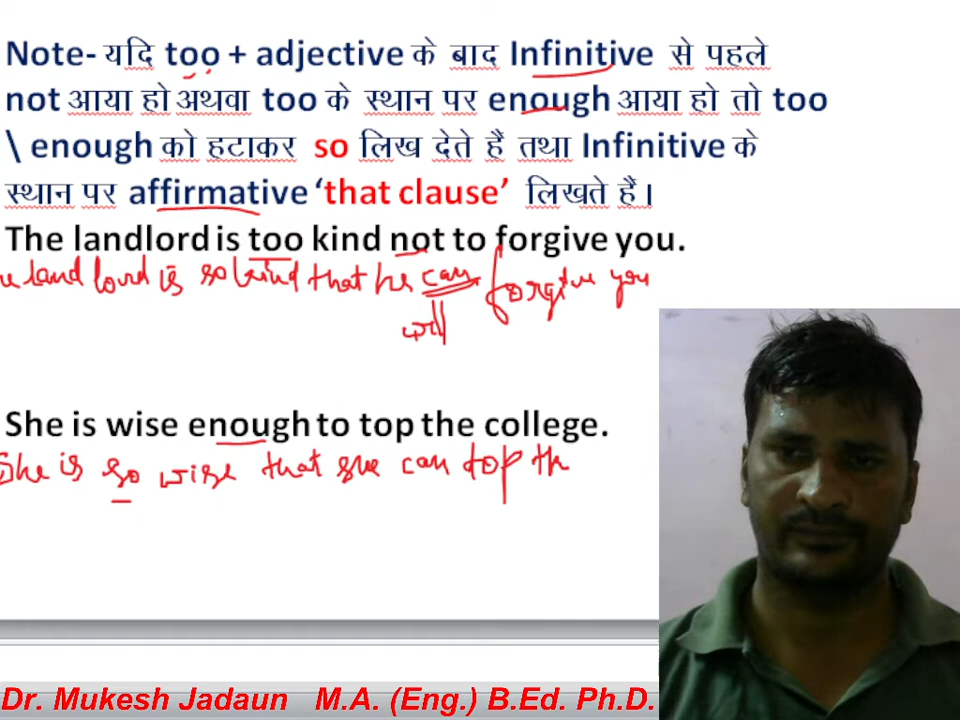 Note- यदि too + adjective के बाद Infinitive से पहले
not आया हो अथवा too के स्थान पर enough आया हो तो too
\ enough को हटाकर so लिख देते हैं तथा Infinitive के
स्थान पर affirmative ‘that clause’ लिखते हैं।
The landlord is too kind not to forgive you.
e landlord is so kind that he can forgive you
will
She is wise enough to top the college.
She is so wise that she can top th
Dr. Mukesh Jadaun M.A. (Eng.) B.Ed. Ph.D.